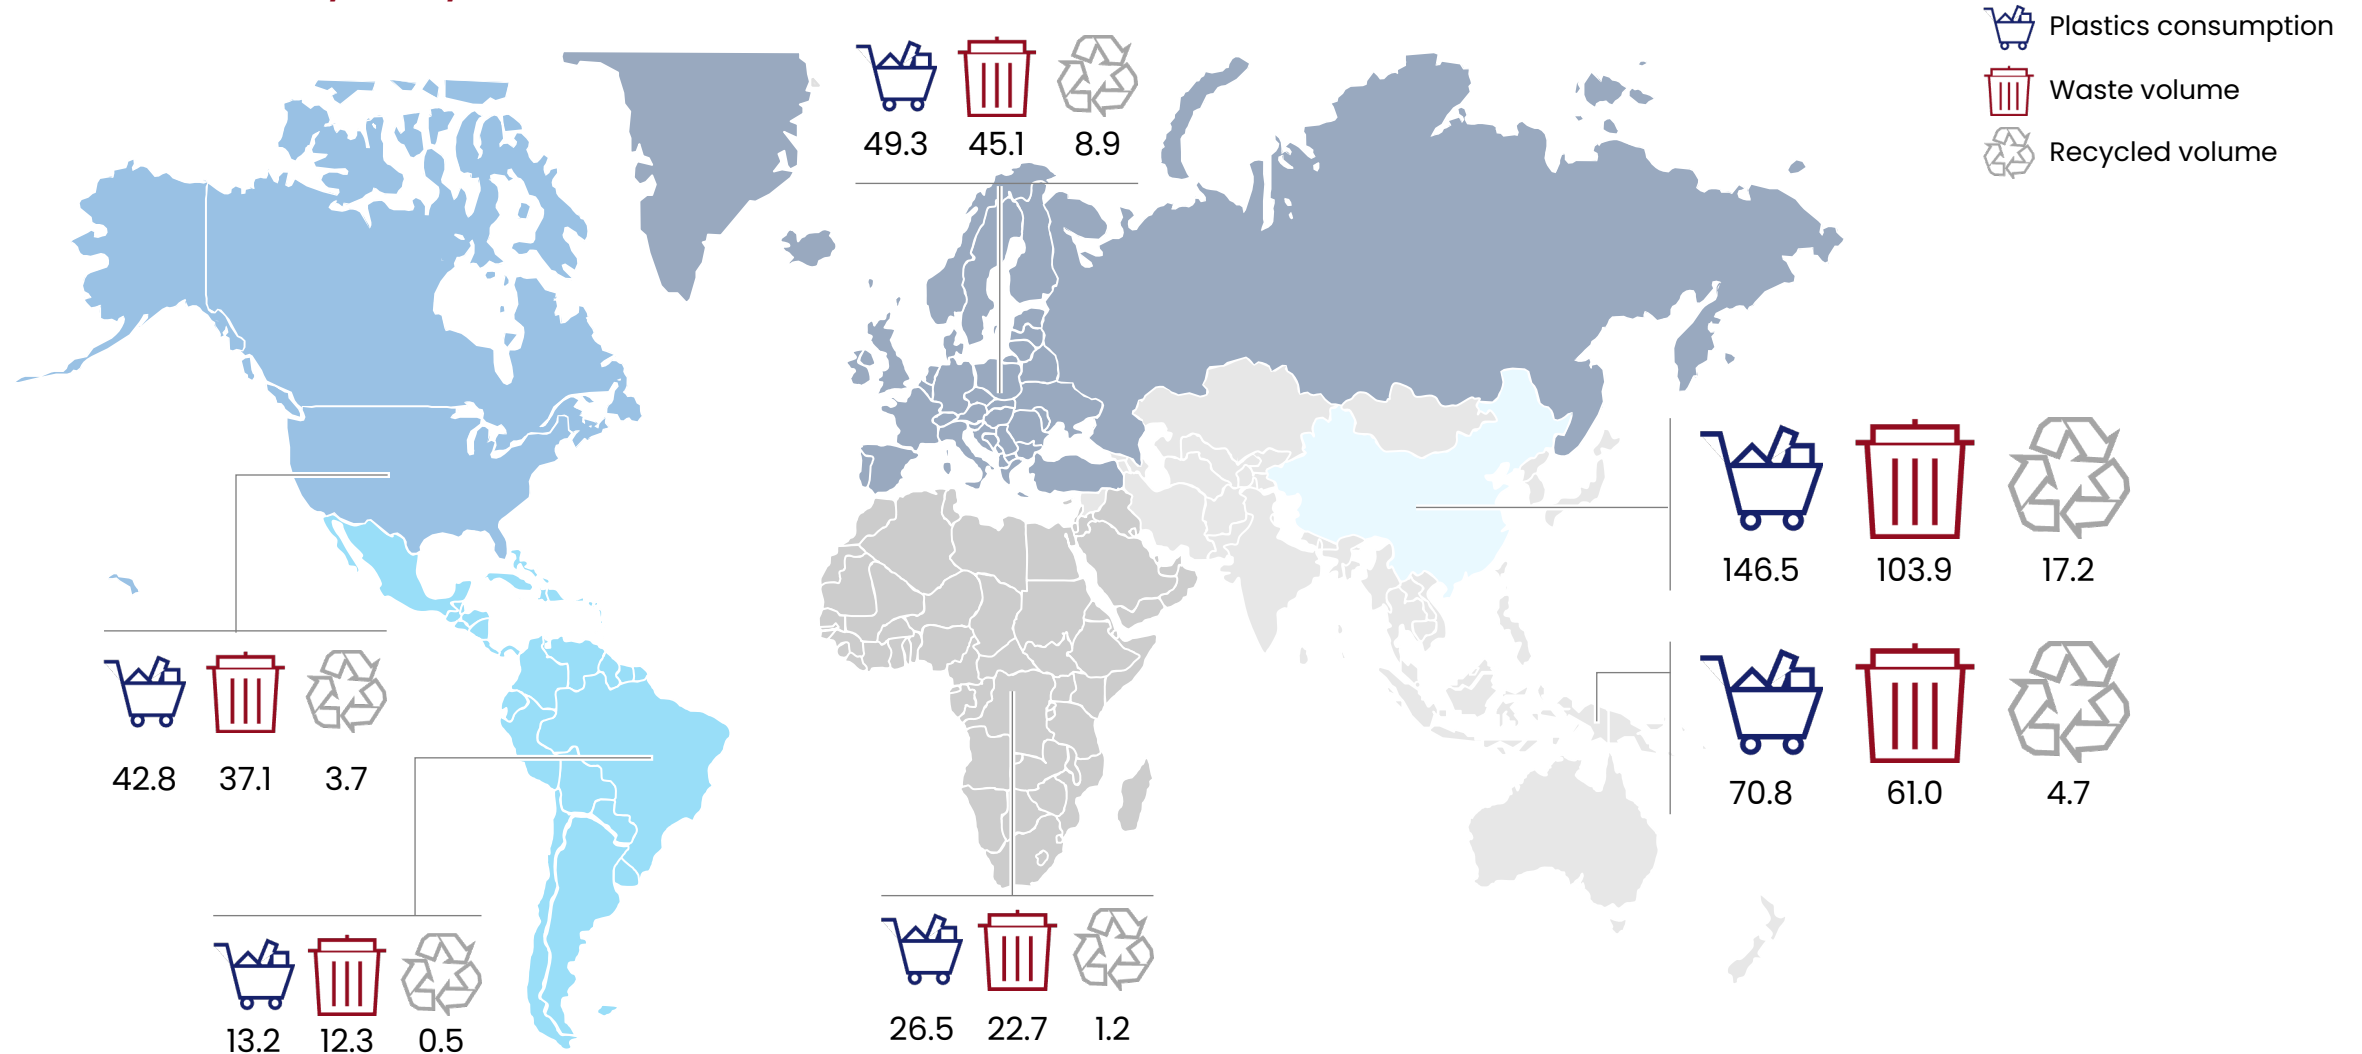 Plastics consumption
Waste volume
Recycled volume
49.3 45.1 8.9
146.5 103.9 17.2
42.8 37.1 3.7
70.8 61.0 4.7
26.5 22.7 1.2
13.2 12.3 0.5